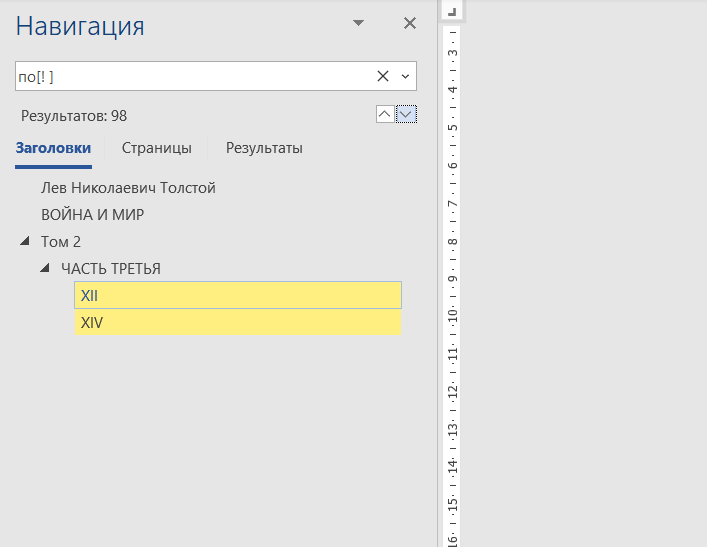 Навигация
по[! ]
Результатов: 98
Заголовки Страницы Результаты
Лев Николаевич Толстой
ВОЙНА И МИР
Том 2
ЧАСТЬ ТРЕТЬЯ
XII
XIV
3
4
5
6
7
8
9
10
11
12
13
14
15
16